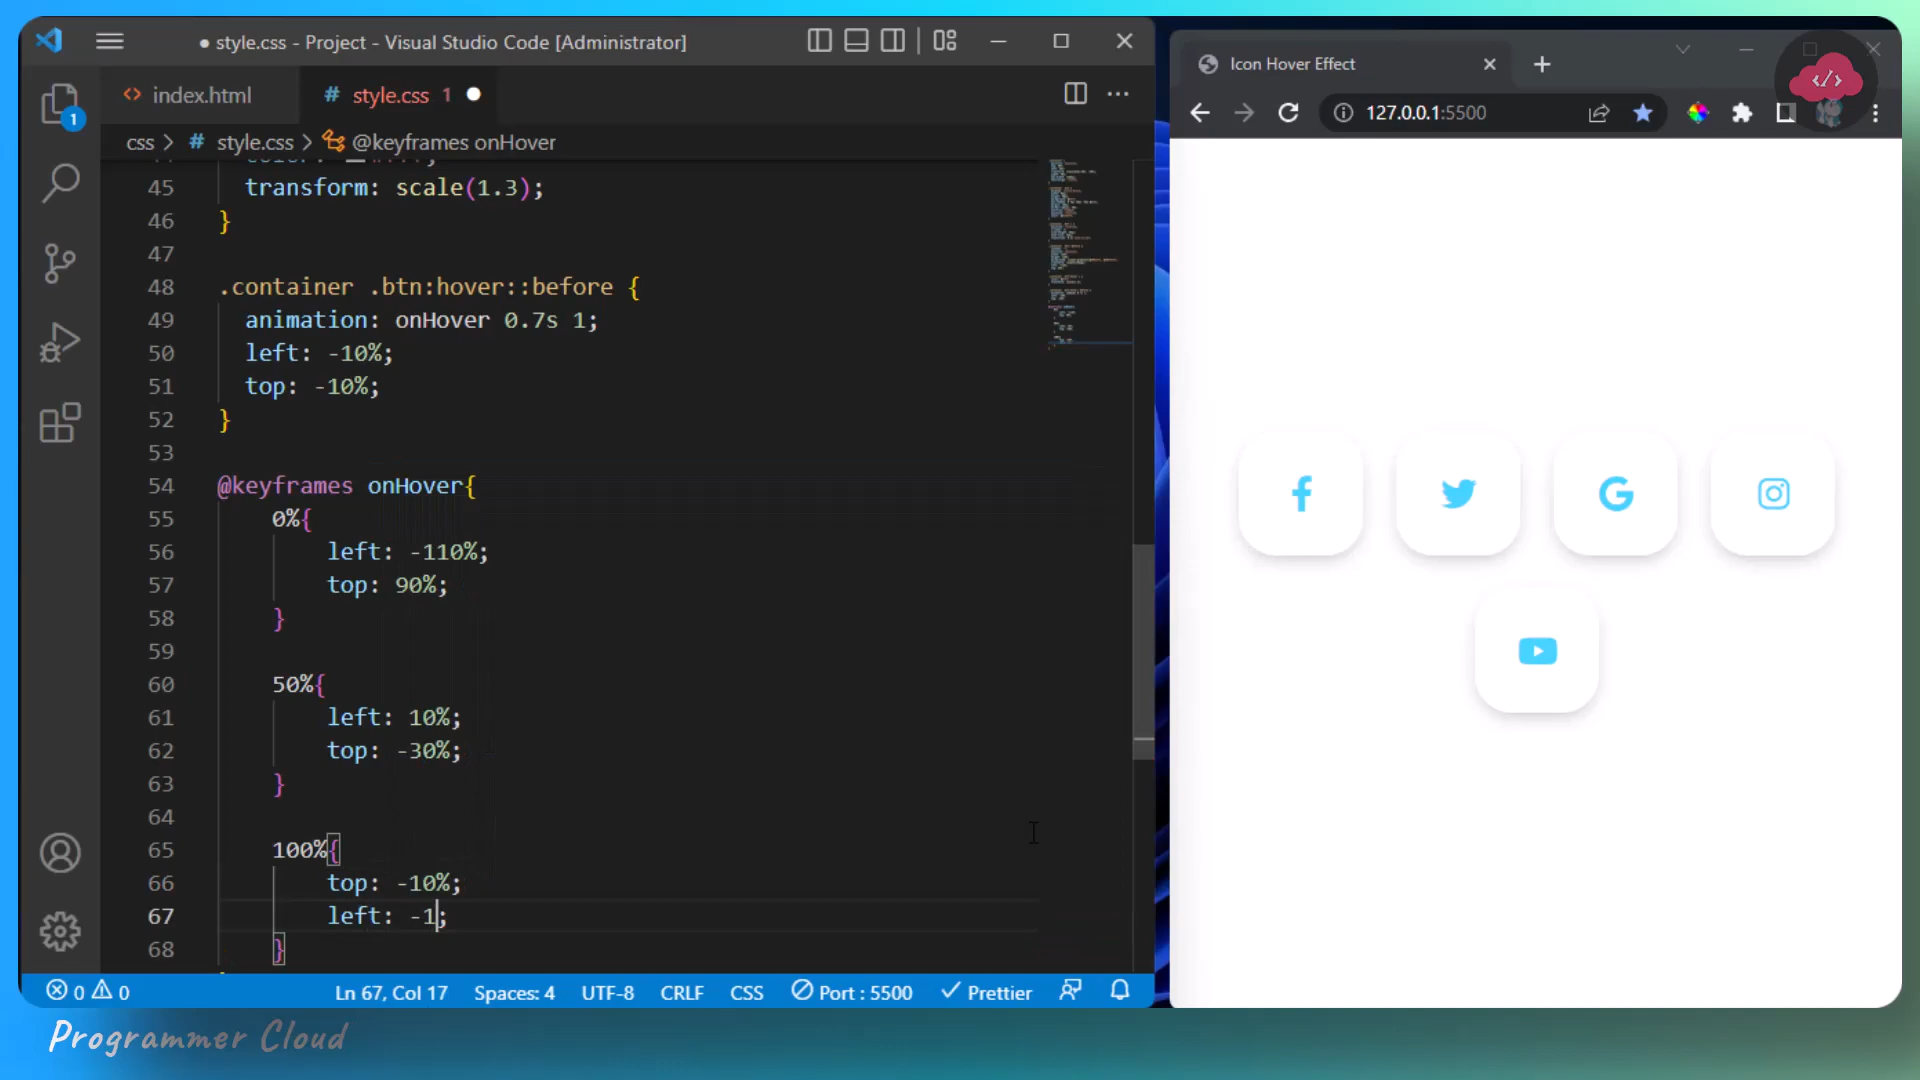 ● style.css - Project - Visual Studio Code [Administrator]
index.html
# style.css 1 ●
css > # style.css > @keyframes onHover
45 transform: scale(1.3);
46 }
47
48 .container .btn:hover::before {
49 animation: onHover 0.7s 1;
50 left: -10%;
51 top: -10%;
52 }
53
54 @keyframes onHover{
55 0%{
56 left: -110%;
57 top: 90%;
58 }
59
60 50%{
61 left: 10%;
62 top: -30%;
63 }
64
65 100%{
66 top: -10%;
67 left: -1;
68 }
1
0 0 Ln 67, Col 17 Spaces: 4 UTF-8 CRLF CSS Port : 5500 Prettier
Icon Hover Effect
127.0.0.1:5500
</>
Programmer Cloud